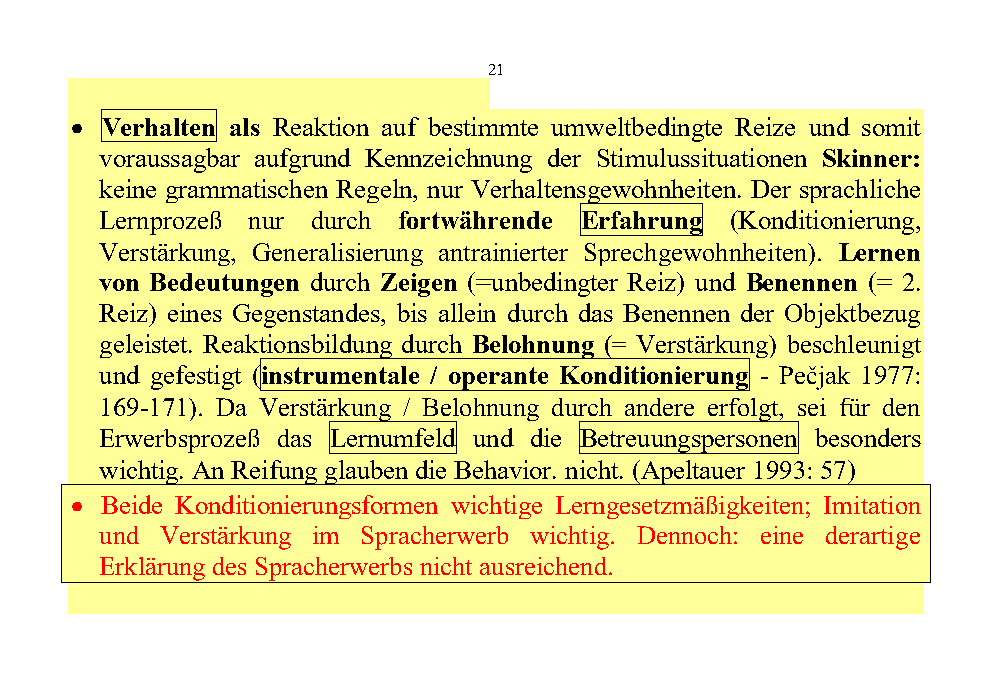 21
• Verhalten als Reaktion auf bestimmte umweltbedingte Reize und somit
voraussagbar aufgrund Kennzeichnung der Stimulussituationen Skinner:
keine grammatischen Regeln, nur Verhaltensgewohnheiten. Der sprachliche
Lernprozeß nur durch fortwährende Erfahrung (Konditionierung,
Verstärkung, Generalisierung antrainierter Sprechgewohnheiten). Lernen
von Bedeutungen durch Zeigen (=unbedingter Reiz) und Benennen (= 2.
Reiz) eines Gegenstandes, bis allein durch das Benennen der Objektbezug
geleistet. Reaktionsbildung durch Belohnung (= Verstärkung) beschleunigt
und gefestigt (instrumentale / operante Konditionierung - Pečjak 1977:
169-171). Da Verstärkung / Belohnung durch andere erfolgt, sei für den
Erwerbsprozeß das Lernumfeld und die Betreuungspersonen besonders
wichtig. An Reifung glauben die Behavior. nicht. (Apeltauer 1993: 57)
• Beide Konditionierungsformen wichtige Lerngesetzmäßigkeiten; Imitation
und Verstärkung im Spracherwerb wichtig. Dennoch: eine derartige
Erklärung des Spracherwerbs nicht ausreichend.